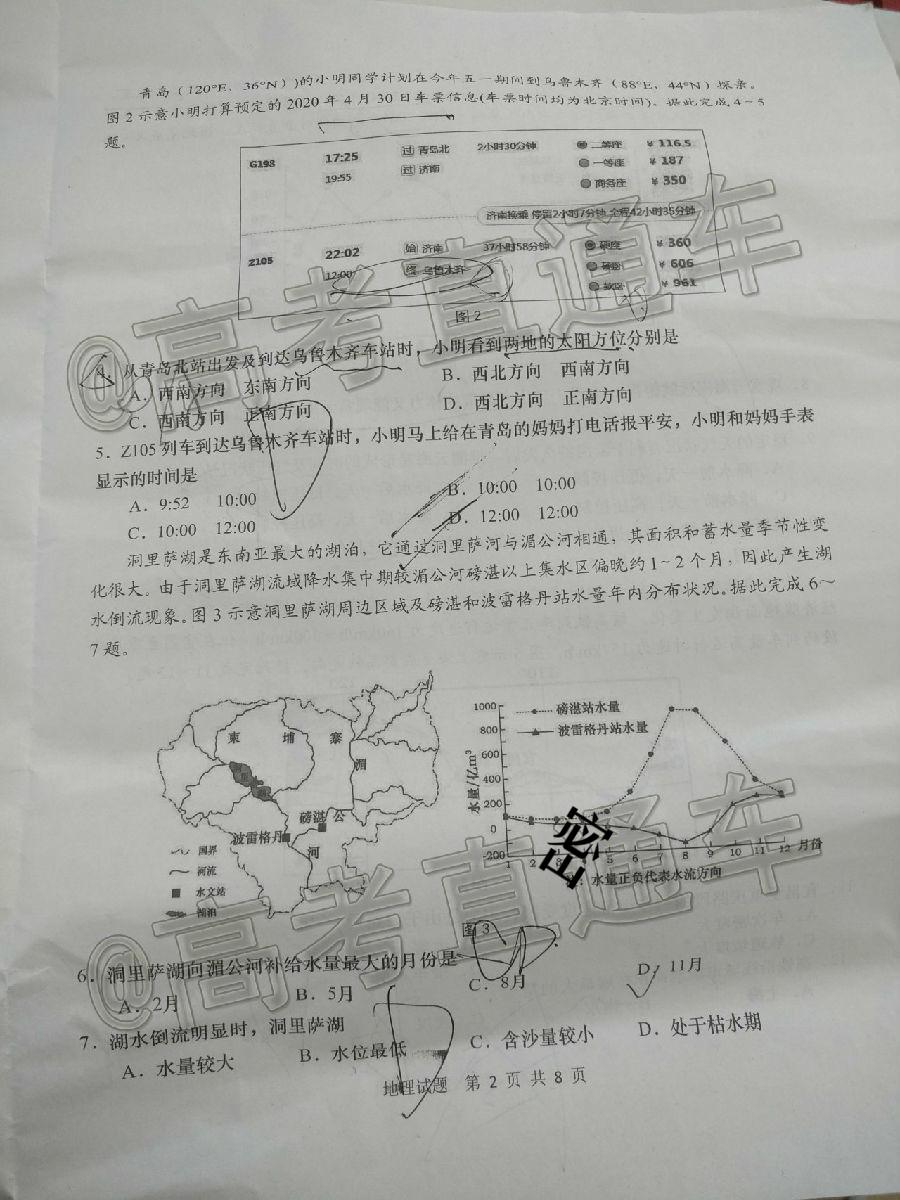 青岛（120°E，36°N）)的小明同学计划在今年五一期间到乌鲁木齐（88°E，44°N）探亲。
图 2 示意小明打算预定的 2020 年 4 月 30 日车票信息(车票时间均为北京时间)。据此完成 4～5
题。
G198 17:25 过 青岛北 2小时30分钟 二等座 ￥116.5
19:55 过 济南 一等座 ￥187
商务座 ￥350
济南换乘 停留2小时7分钟 全程42小时35分钟
Z105 22:02 始 济南 37小时58分钟 硬座 ￥360
12:00 终 乌鲁木齐 硬卧 ￥606
软卧 ￥961
图 2
4．从青岛北站出发及到达乌鲁木齐车站时，小明看到两地的太阳方位分别是
A．西南方向 东南方向 B．西北方向 西南方向
C．西南方向 正南方向 D．西北方向 正南方向
5．Z105 列车到达乌鲁木齐车站时，小明马上给在青岛的妈妈打电话报平安，小明和妈妈手表
显示的时间是
A．9:52 10:00 B．10:00 10:00
C．10:00 12:00 D．12:00 12:00
洞里萨湖是东南亚最大的湖泊，它通过洞里萨河与湄公河相通，其面积和蓄水量季节性变
化很大。由于洞里萨湖流域降水集中期较湄公河磅湛以上集水区偏晚约 1～2 个月，因此产生湖
水倒流现象。图 3 示意洞里萨湖周边区域及磅湛和波雷格丹站水量年内分布状况。据此完成 6～
7 题。
柬 埔 寨
湄
磅湛 公
波雷格丹
河
国界
河流
水文站
湖泊
磅湛站水量
波雷格丹站水量
水量/亿m³
1000
800
600
400
200
0
-200
1 2 3 5 6 7 8 9 10 11 12 月份
密
：水量正负代表水流方向
图 3
6．洞里萨湖向湄公河补给水量最大的月份是
A．2月 B．5月 C．8月 D．11月
7．湖水倒流明显时，洞里萨湖
A．水量较大 B．水位最低 C．含沙量较小 D．处于枯水期
地理试题 第 2 页 共 8 页
@高考直通车
@高考直通车